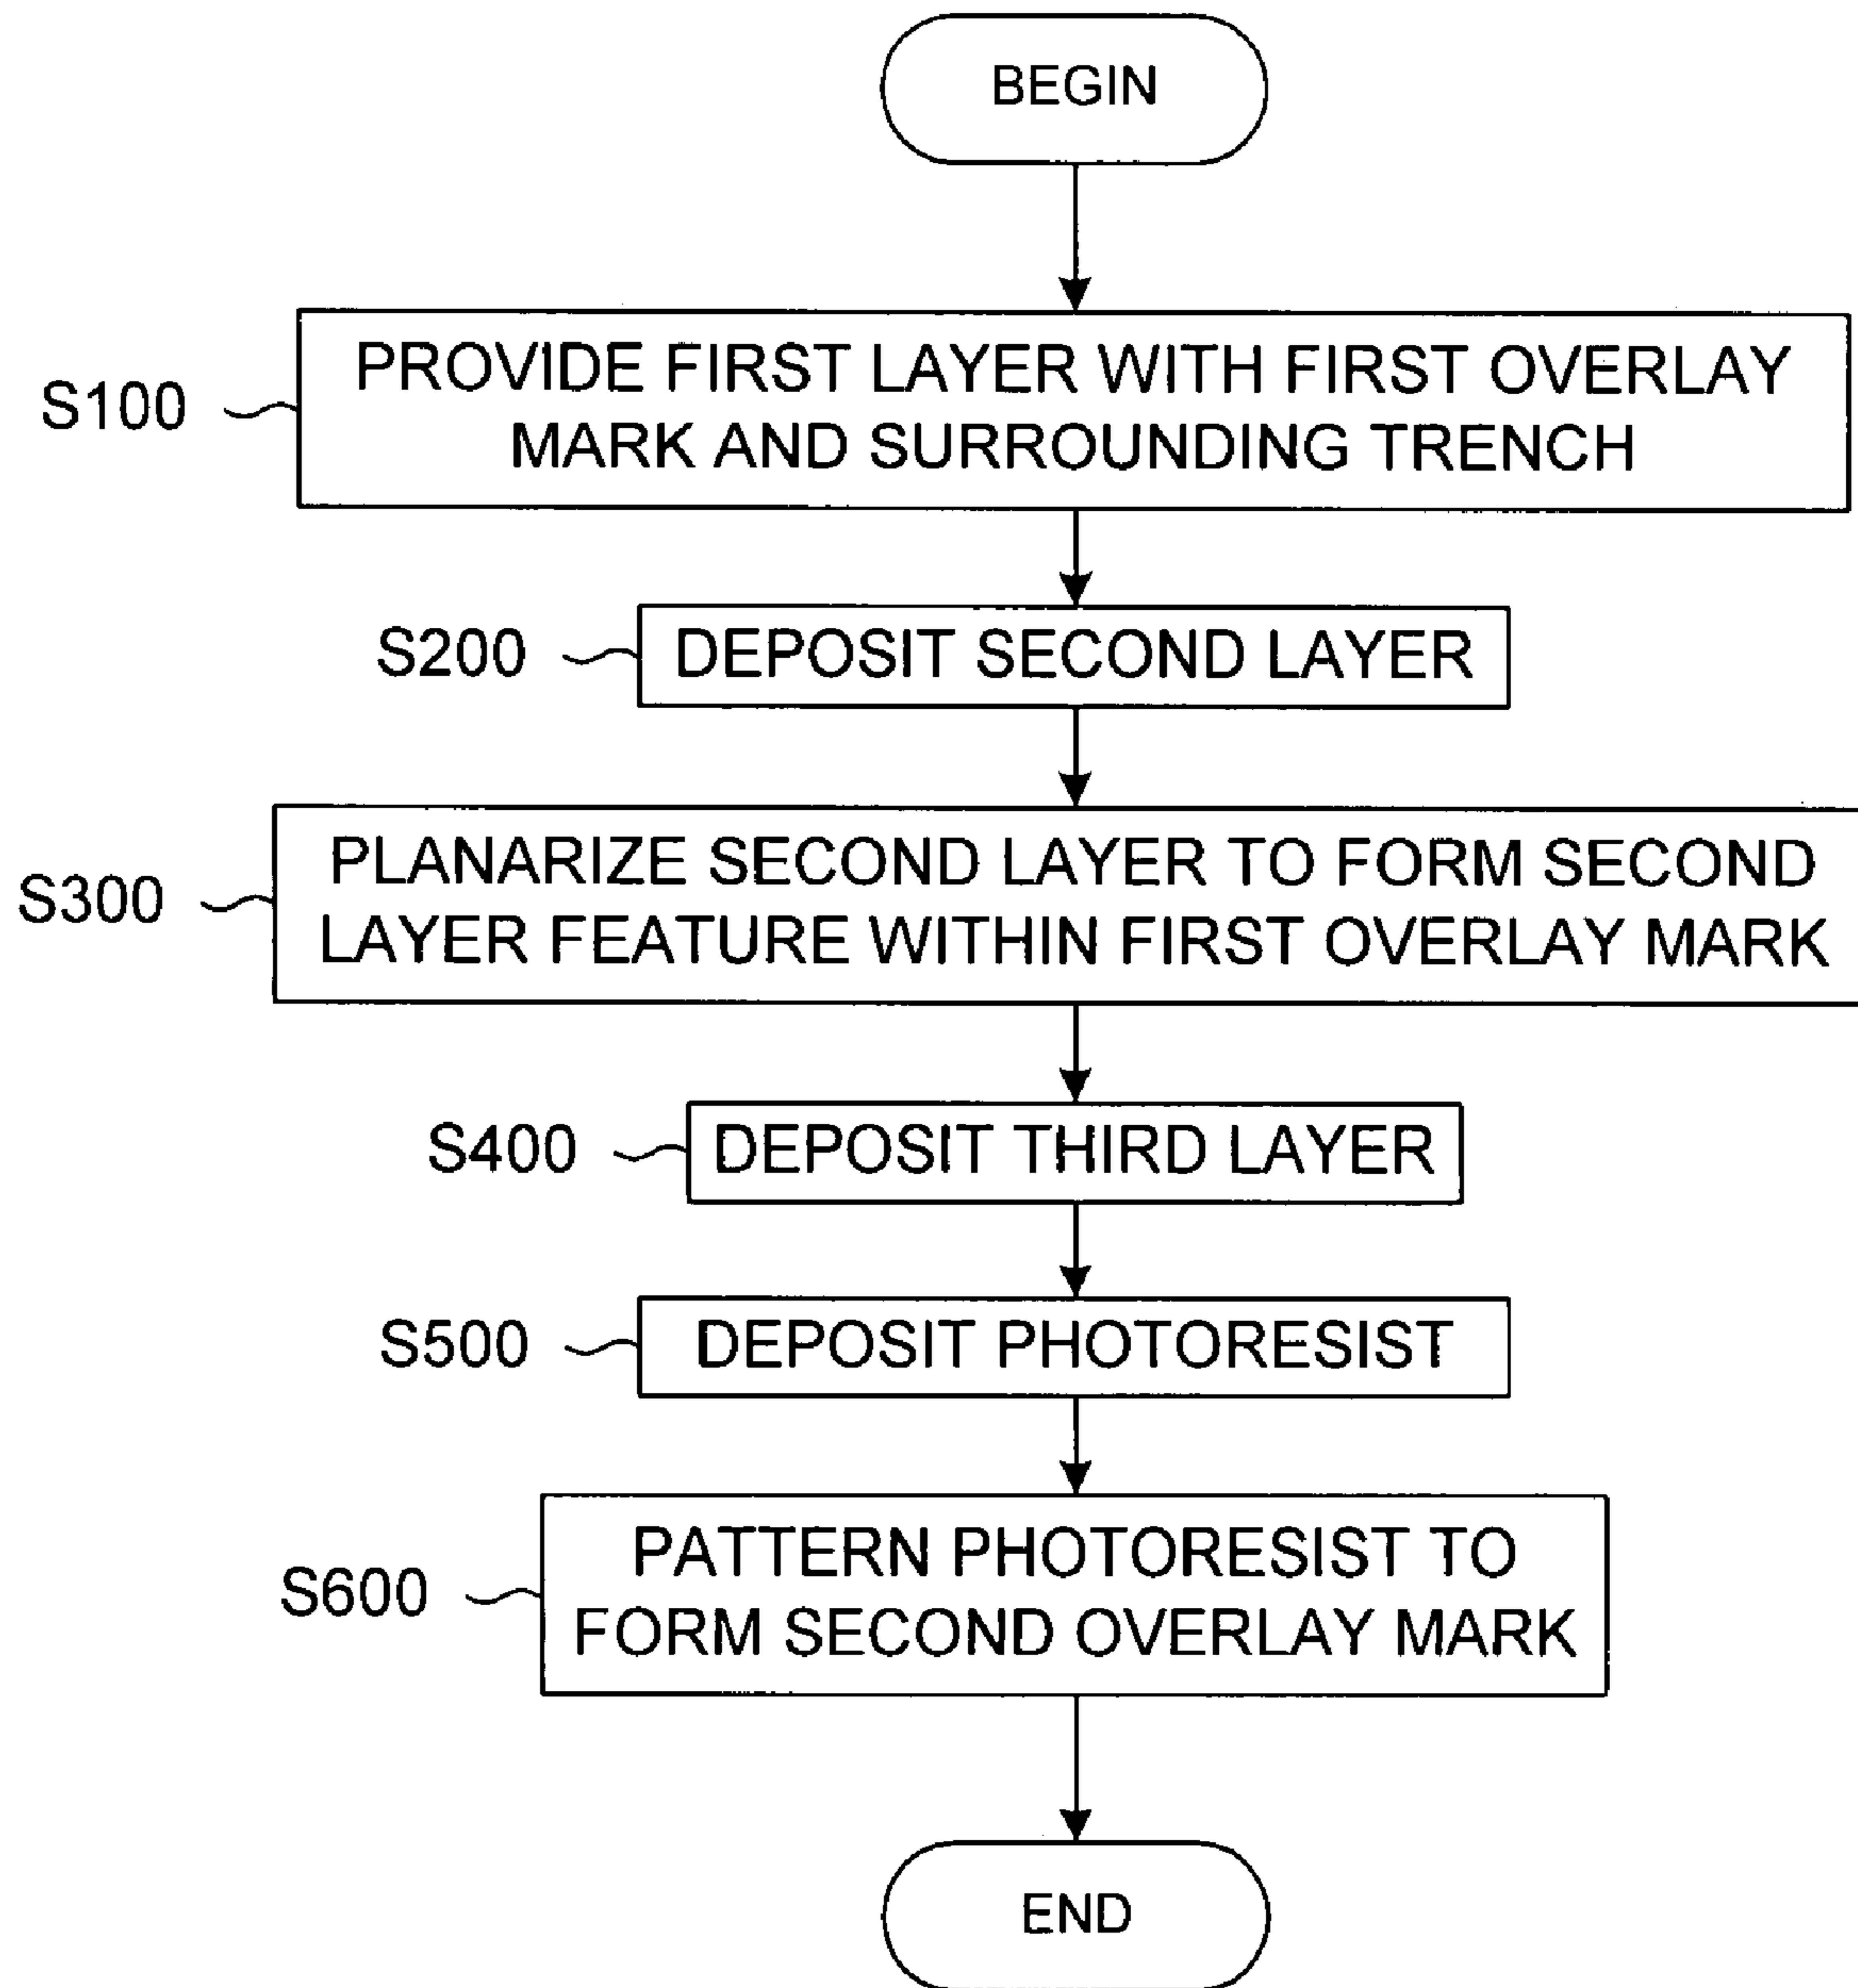 BEGIN
S100
PROVIDE FIRST LAYER WITH FIRST OVERLAY
MARK AND SURROUNDING TRENCH
S200
DEPOSIT SECOND LAYER
S300
PLANARIZE SECOND LAYER TO FORM SECOND
LAYER FEATURE WITHIN FIRST OVERLAY MARK
S400
DEPOSIT THIRD LAYER
S500
DEPOSIT PHOTORESIST
S600
PATTERN PHOTORESIST TO
FORM SECOND OVERLAY MARK
END